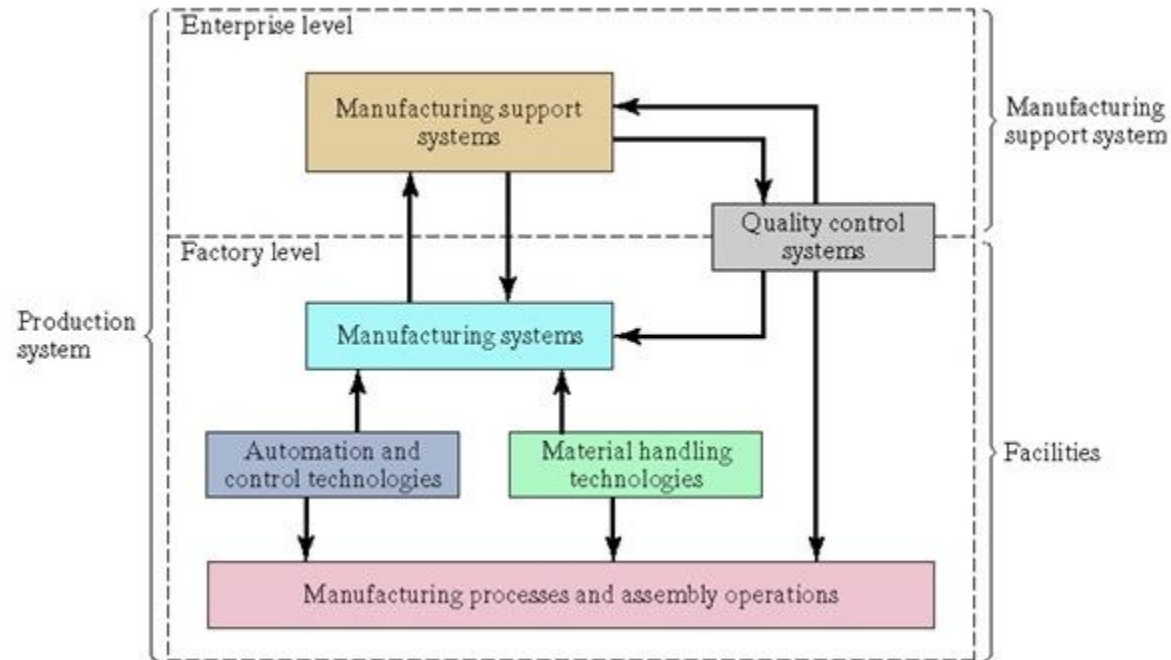 Enterprise level
Manufacturing support
systems
Manufacturing
support system
Quality control
systems
Factory level
Production
system
Manufacturing systems
Automation and
control technologies
Material handling
technologies
Facilities
Manufacturing processes and assembly operations